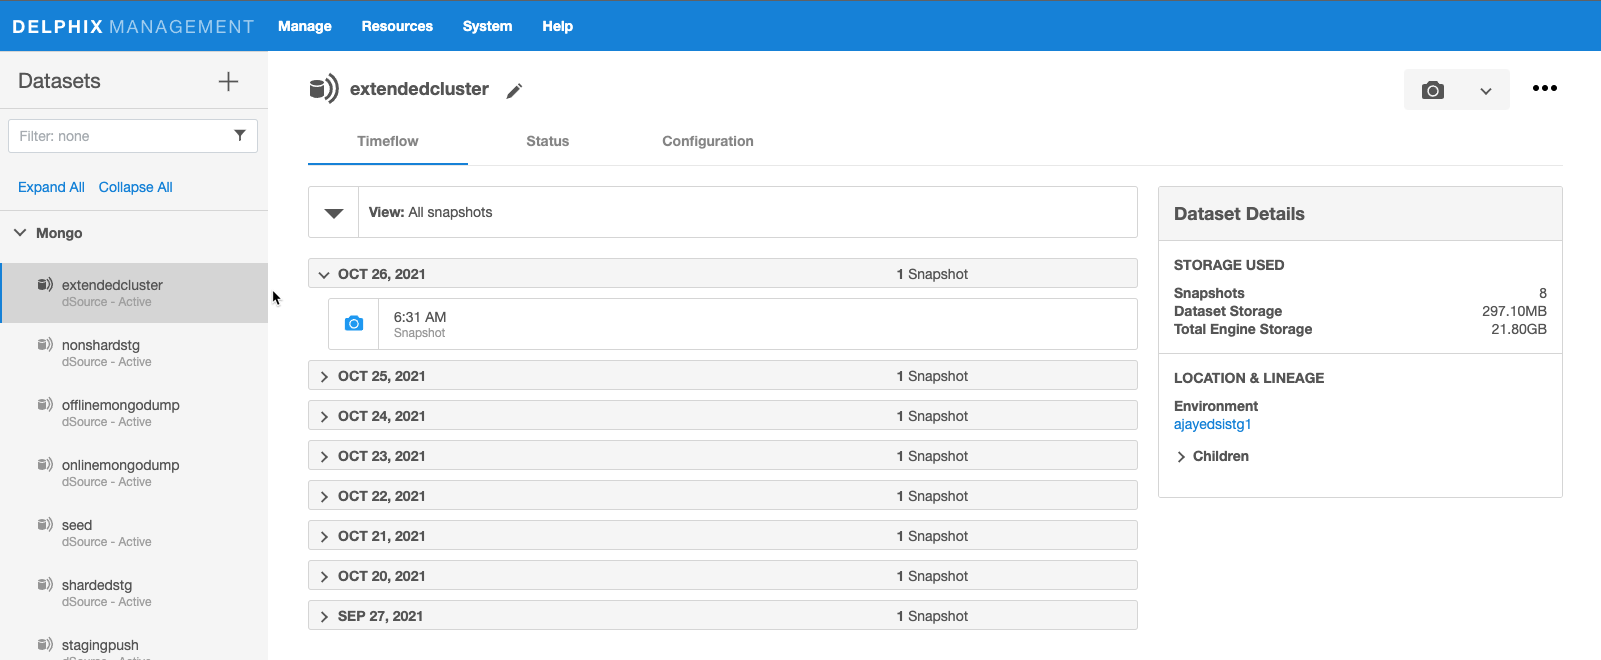 DELPHIX MANAGEMENT Manage Resources System Help
Datasets
Filter: none
Expand All Collapse All
Mongo
extendedcluster
dSource - Active
nonshardstg
dSource - Active
offlinemongodump
dSource - Active
onlinemongodump
dSource - Active
seed
dSource - Active
shardedstg
dSource - Active
stagingpush
extendedcluster
Timeflow Status Configuration
View: All snapshots
OCT 26, 2021 1 Snapshot
6:31 AM
Snapshot
OCT 25, 2021 1 Snapshot
OCT 24, 2021 1 Snapshot
OCT 23, 2021 1 Snapshot
OCT 22, 2021 1 Snapshot
OCT 21, 2021 1 Snapshot
OCT 20, 2021 1 Snapshot
SEP 27, 2021 1 Snapshot
Dataset Details
STORAGE USED
Snapshots 8
Dataset Storage 297.10MB
Total Engine Storage 21.80GB
LOCATION & LINEAGE
Environment
ajayedsistg1
Children